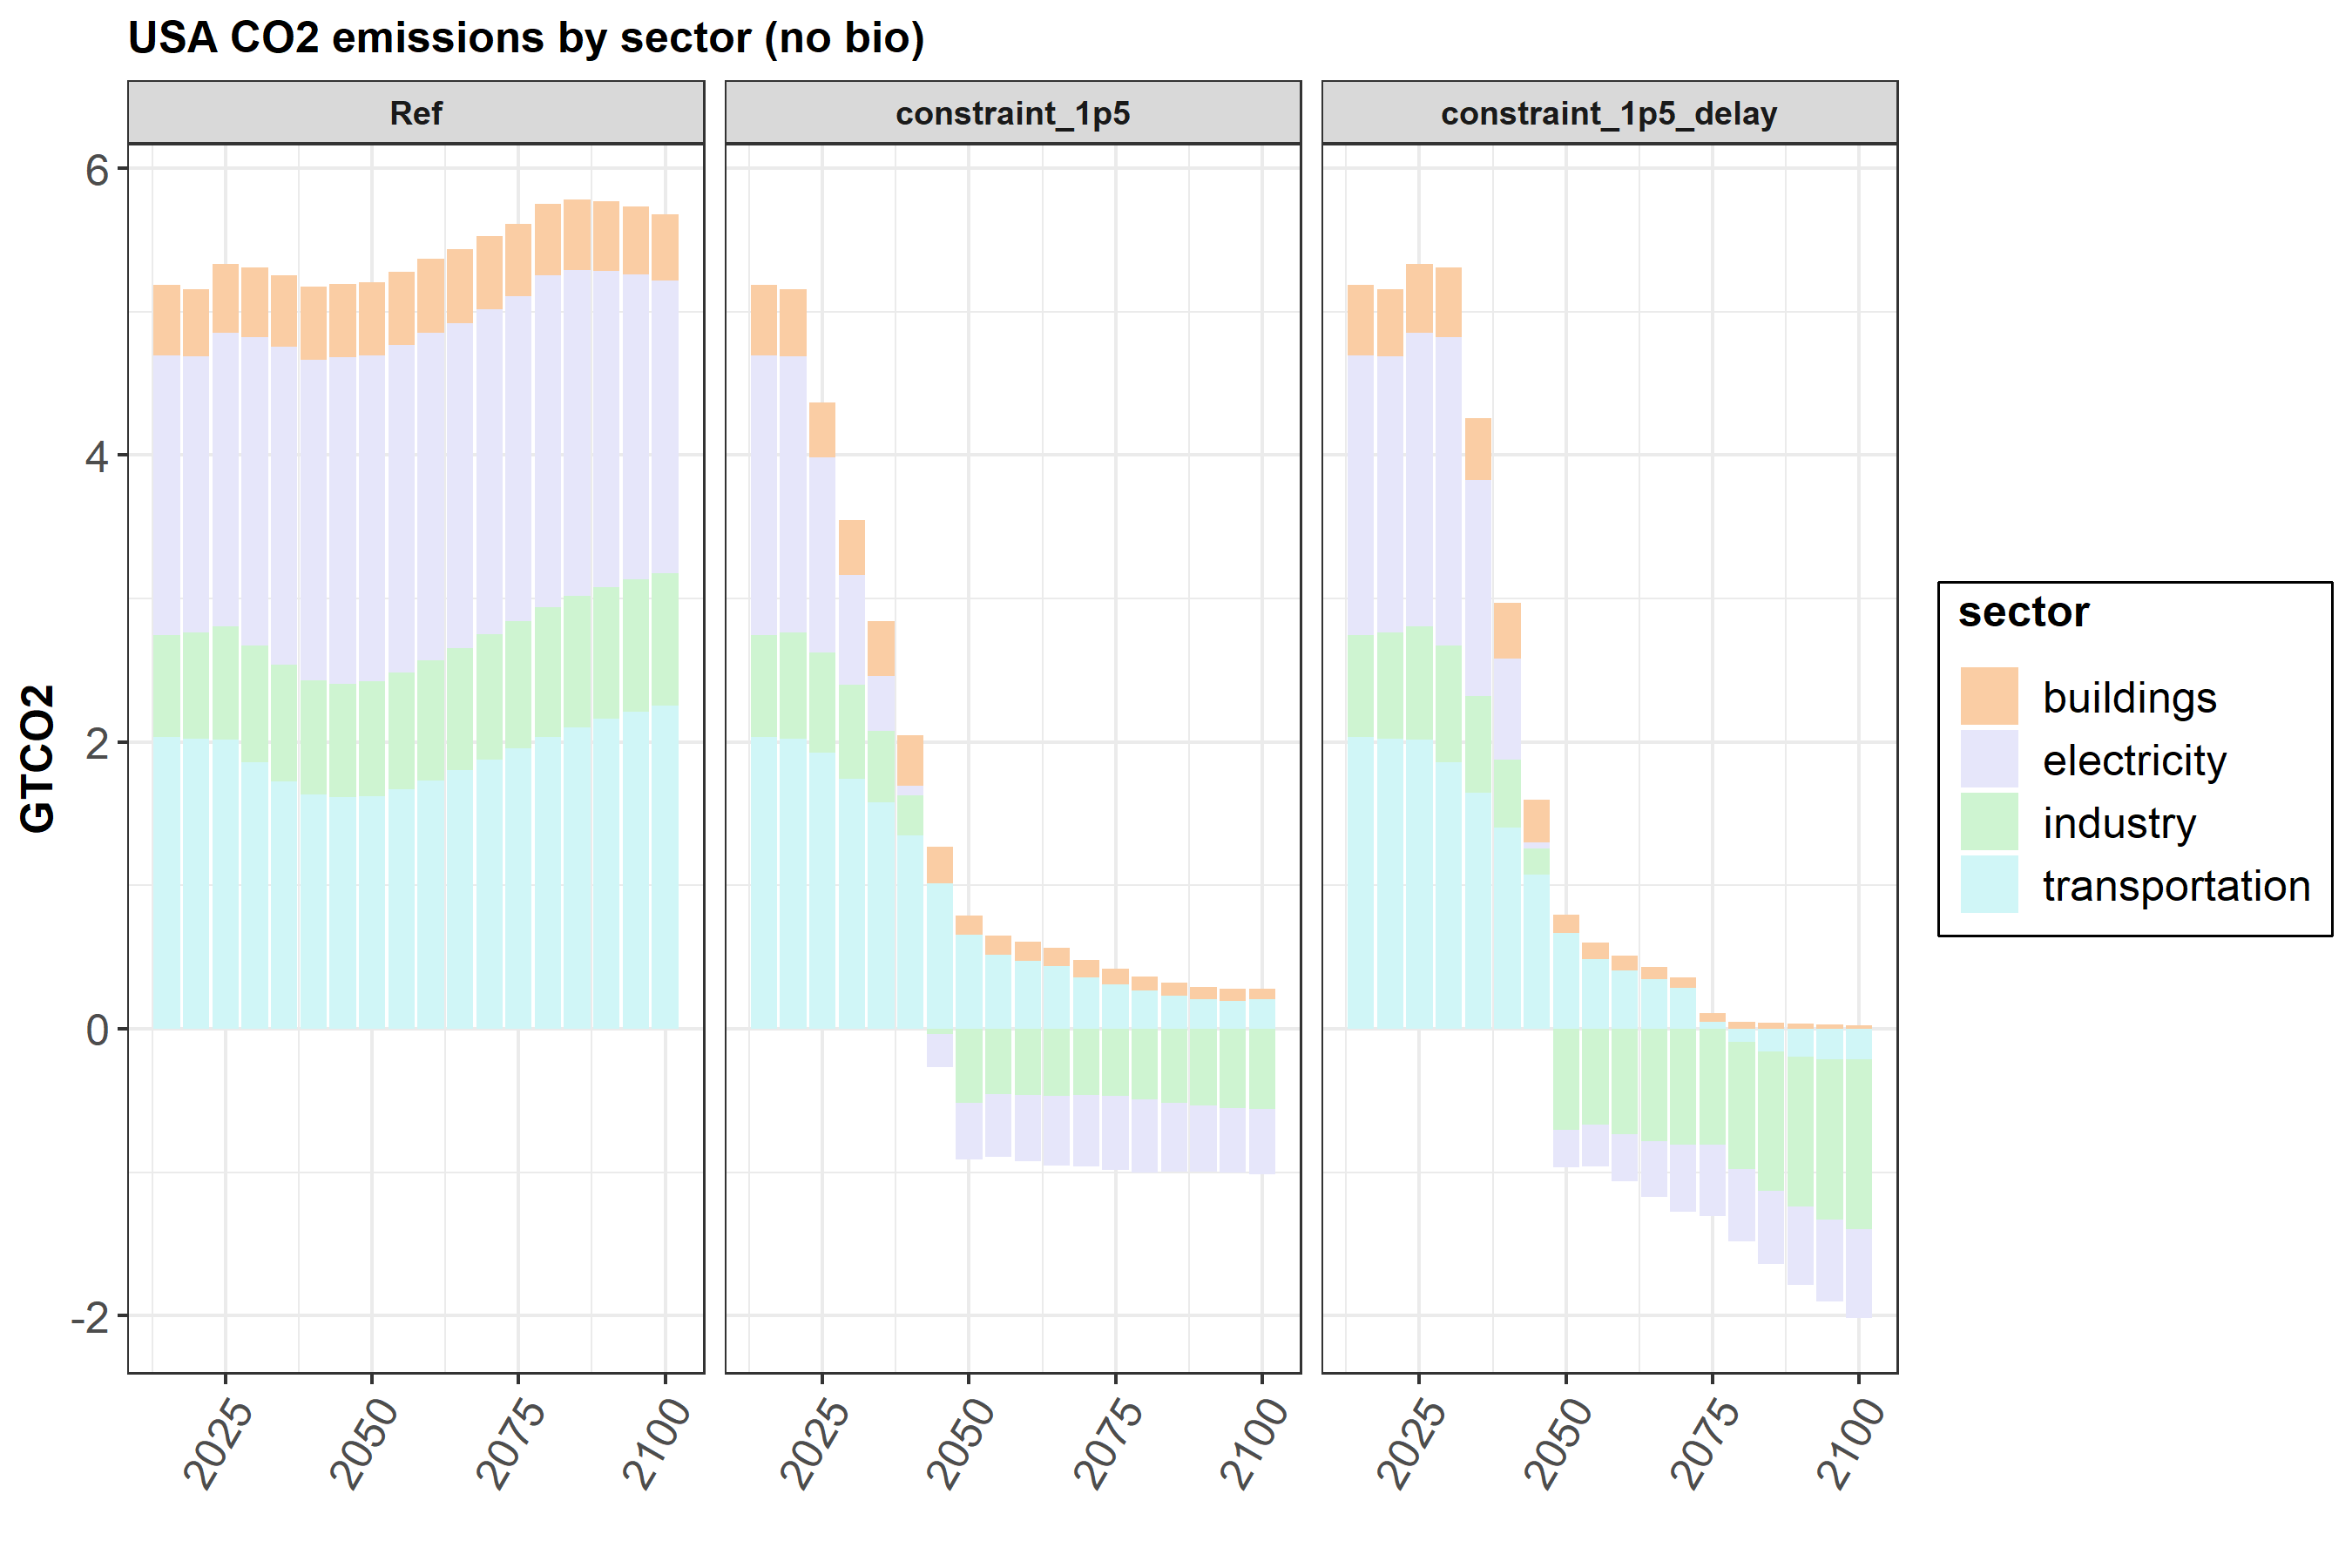 USA CO2 emissions by sector (no bio)
Ref
constraint_1p5
constraint_1p5_delay
GTCO2
6
4
2
0
-2
2025
2050
2075
2100
2025
2050
2075
2100
2025
2050
2075
2100
sector
buildings
electricity
industry
transportation